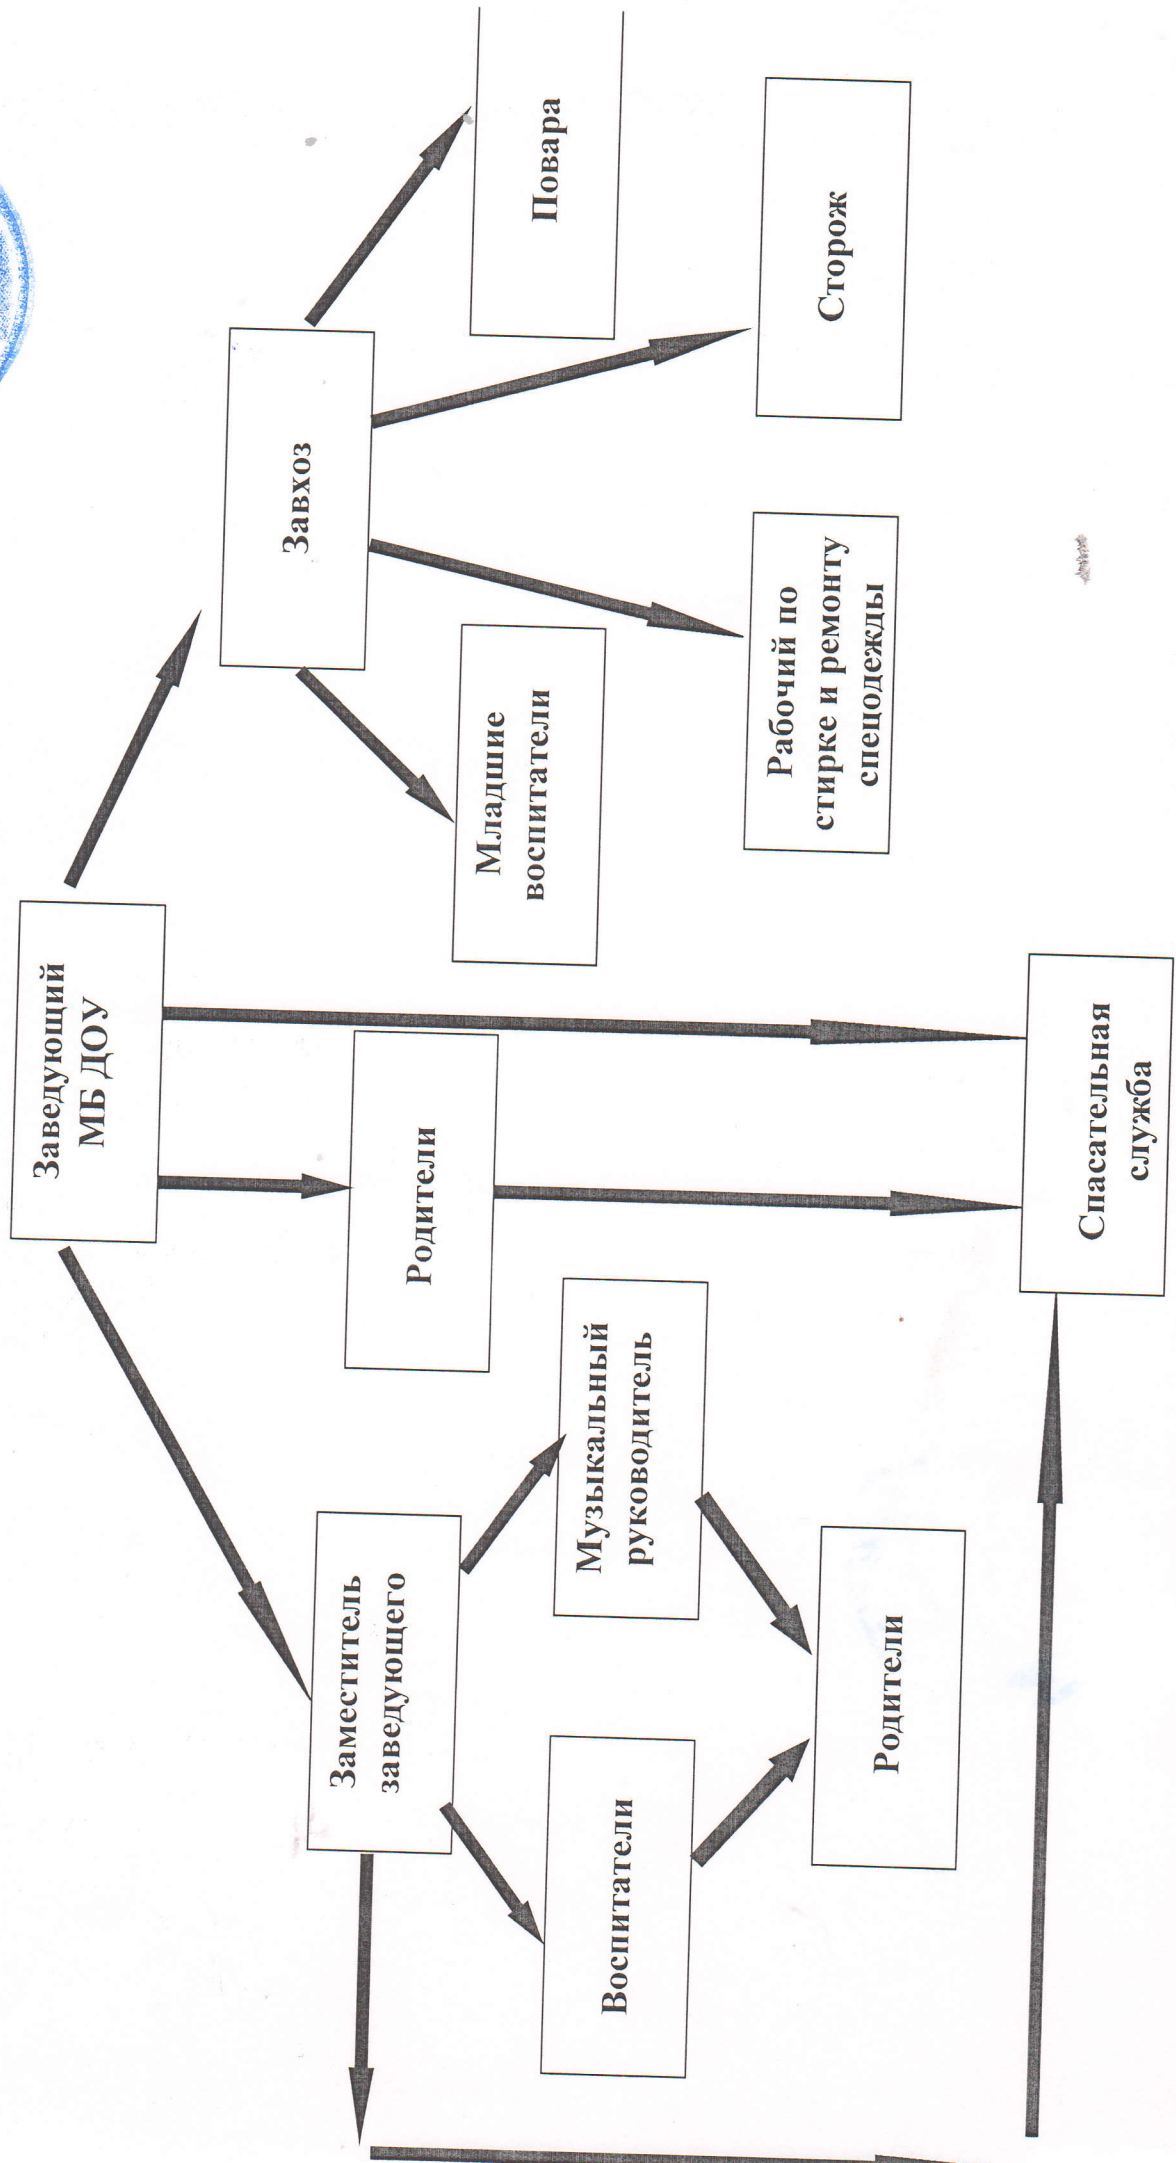 Заведующий
МБ ДОУ
Заместитель
заведующего
Родители
Завхоз
Воспитатели
Музыкальный
руководитель
Младшие
воспитатели
Повара
Родители
Рабочий по
стирке и ремонту
спецодежды
Сторож
Спасательная
служба